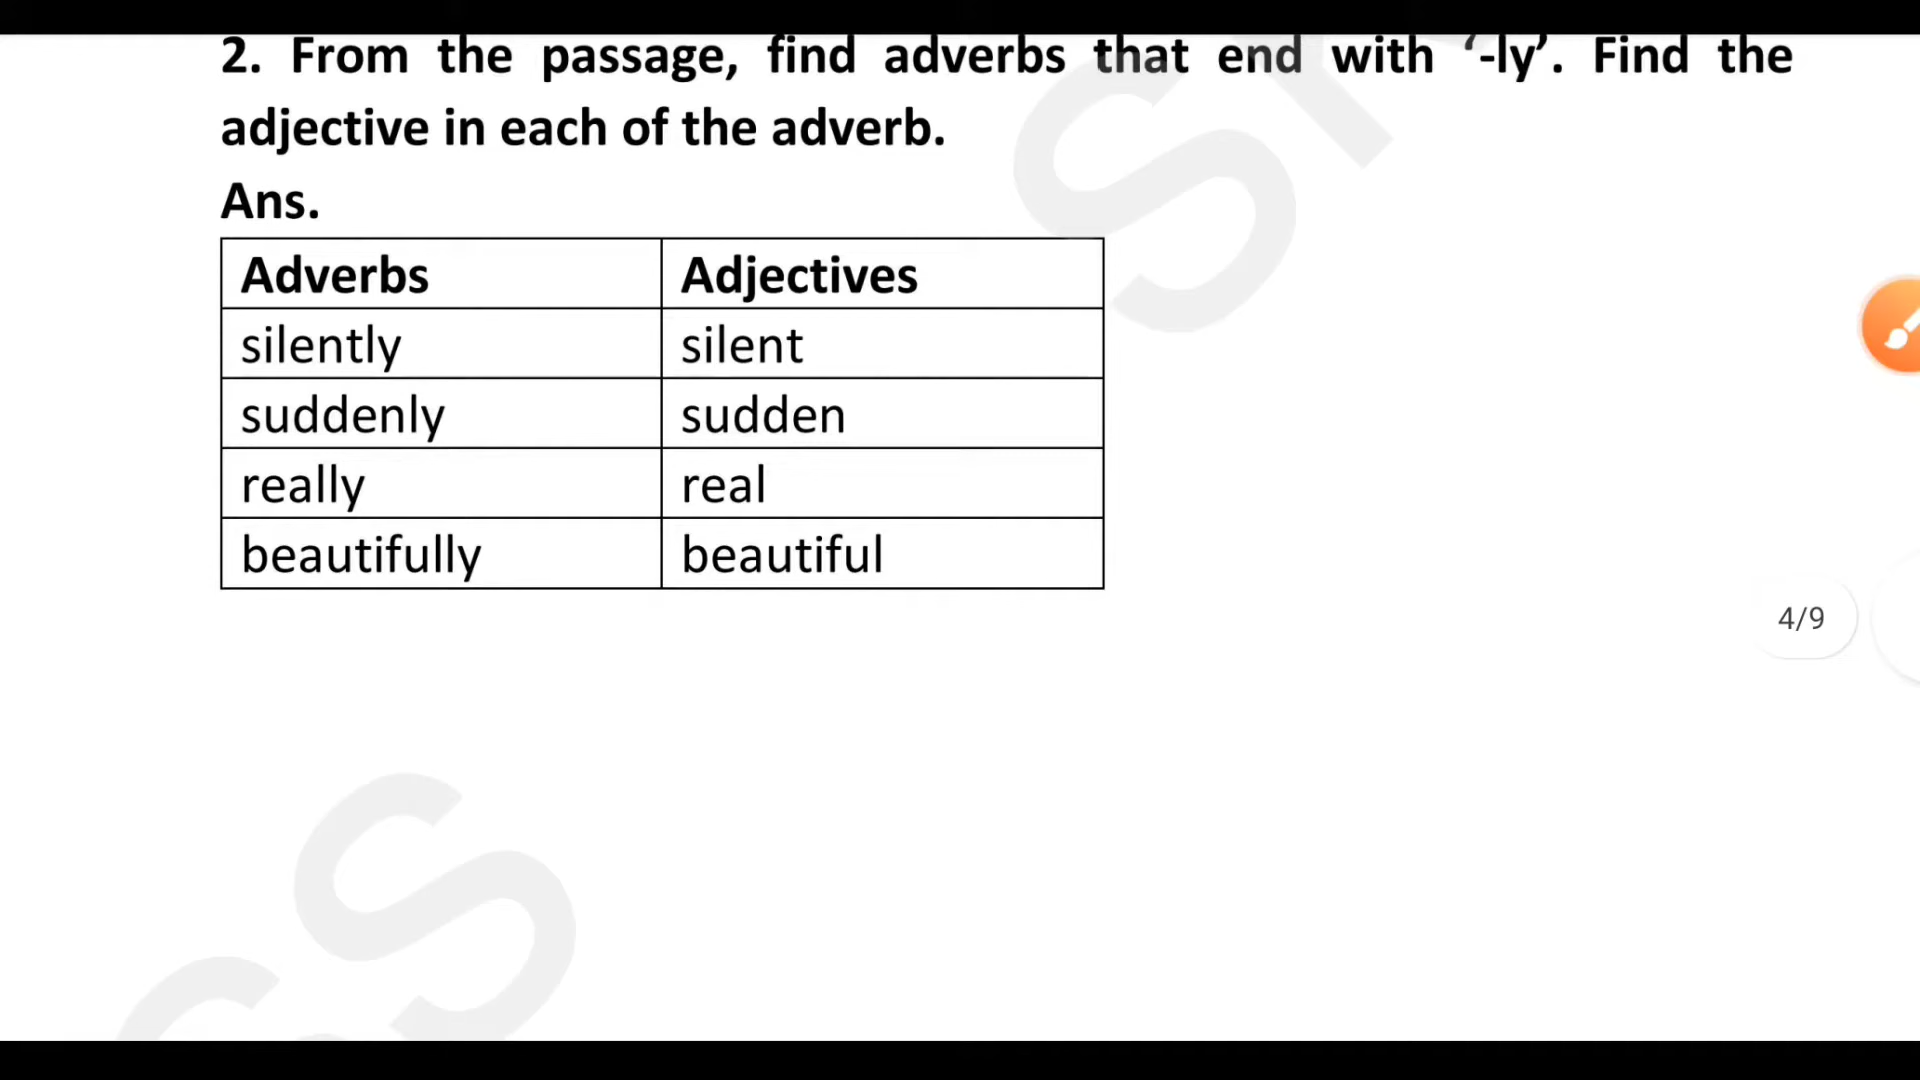 2. From the passage, find adverbs that end with ‘-ly’. Find the
adjective in each of the adverb.
Ans.
Adverbs Adjectives
silently silent
suddenly sudden
really real
beautifully beautiful
4/9